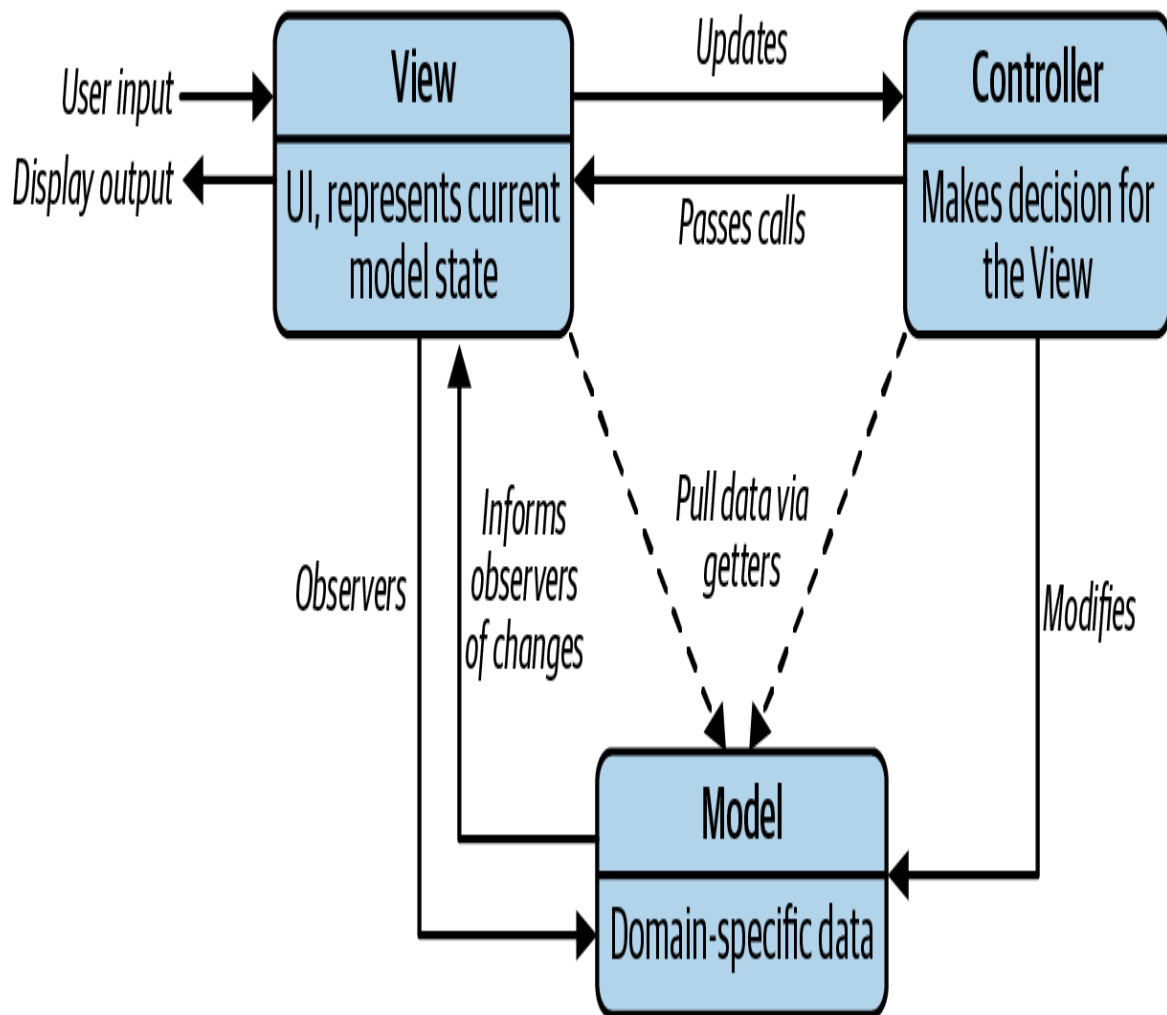 User input
Display output
View
UI, represents current
model state
Updates
Passes calls
Controller
Makes decision for
the View
Observers
Informs
observers
of changes
Pull data via
getters
Modifies
Model
Domain-specific data